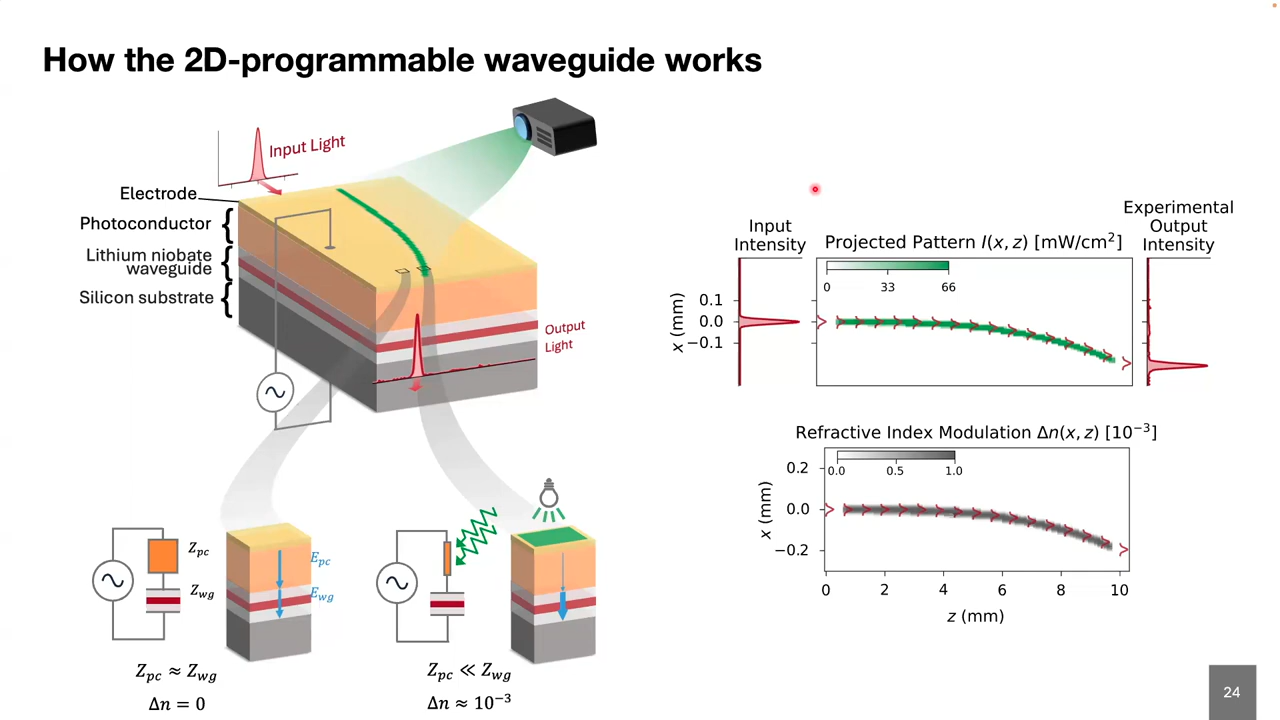 How the 2D-programmable waveguide works
Input Light
Electrode
Photoconductor
Lithium niobate
waveguide
Silicon substrate
Output
Light
Z_pc
Z_wg
E_pc
E_wg
Z_pc ≈ Z_wg
Δn = 0
Z_pc ≪ Z_wg
Δn ≈ 10⁻³
Input
Intensity
Projected Pattern I(x, z) [mW/cm²]
0 33 66
Experimental
Output
Intensity
x (mm)
0.1
0.0
−0.1
Refractive Index Modulation Δn(x, z) [10⁻³]
0.0 0.5 1.0
x (mm)
0.2
0.0
−0.2
0 2 4 6 8 10
z (mm)
24